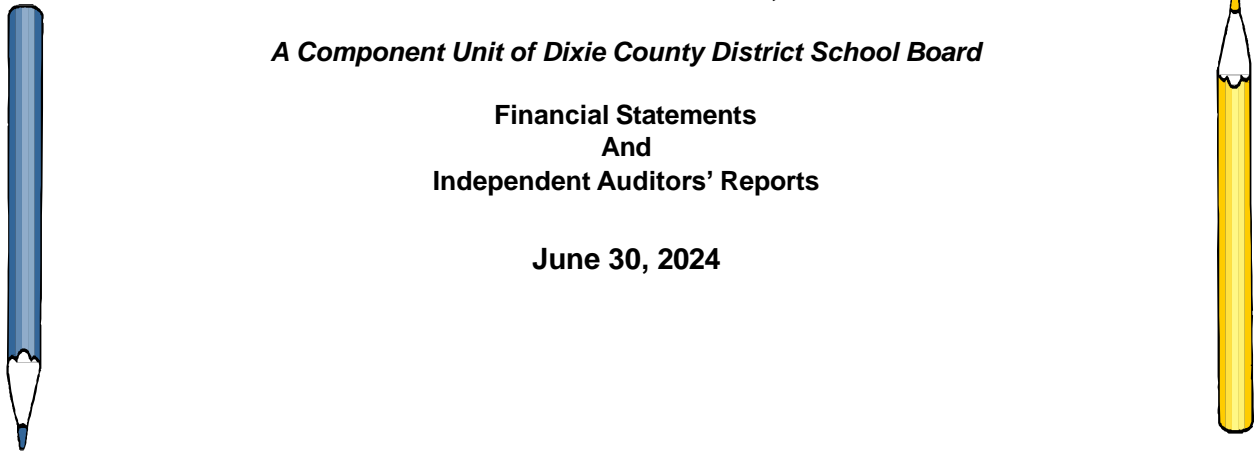 A Component Unit of Dixie County District School Board
Financial Statements
And
Independent Auditors’ Reports
June 30, 2024